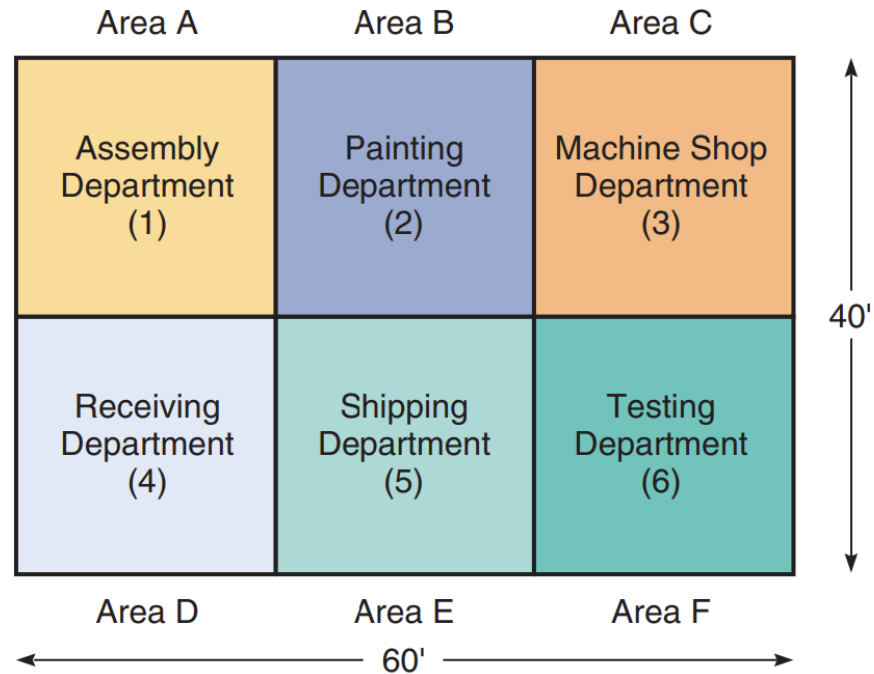 Area A
Area B
Area C
Assembly
Department
(1)
Painting
Department
(2)
Machine Shop
Department
(3)
40'
Receiving
Department
(4)
Shipping
Department
(5)
Testing
Department
(6)
Area D
Area E
Area F
60'